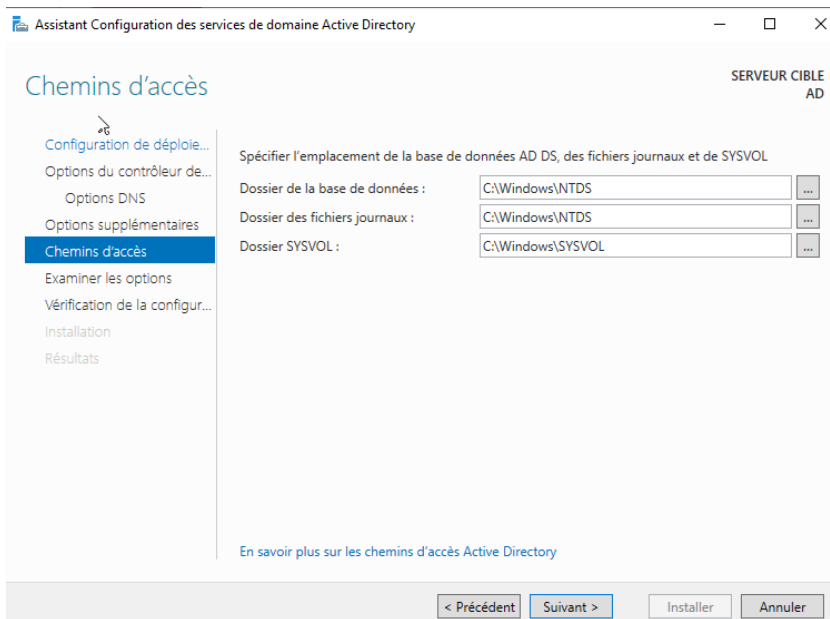 Assistant Configuration des services de domaine Active Directory
Chemins d’accès
SERVEUR CIBLE
AD
Configuration de déploie...
Options du contrôleur de...
Options DNS
Options supplémentaires
Chemins d’accès
Examiner les options
Vérification de la configur...
Installation
Résultats
Spécifier l’emplacement de la base de données AD DS, des fichiers journaux et de SYSVOL
Dossier de la base de données : C:\Windows\NTDS ...
Dossier des fichiers journaux : C:\Windows\NTDS ...
Dossier SYSVOL : C:\Windows\SYSVOL ...
En savoir plus sur les chemins d’accès Active Directory
< Précédent Suivant > Installer Annuler